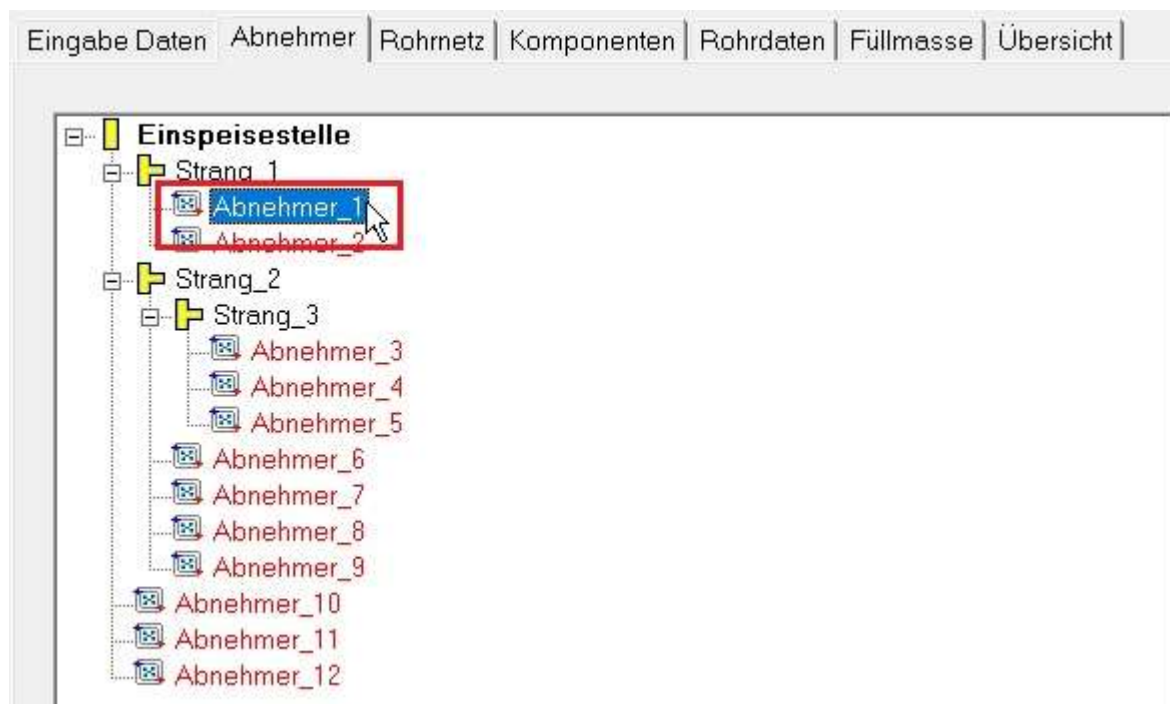 Eingabe Daten Abnehmer Rohrnetz Komponenten Rohrdaten Füllmasse Übersicht
Einspeisestelle
Strang_1
Abnehmer_1
Abnehmer_2
Strang_2
Strang_3
Abnehmer_3
Abnehmer_4
Abnehmer_5
Abnehmer_6
Abnehmer_7
Abnehmer_8
Abnehmer_9
Abnehmer_10
Abnehmer_11
Abnehmer_12